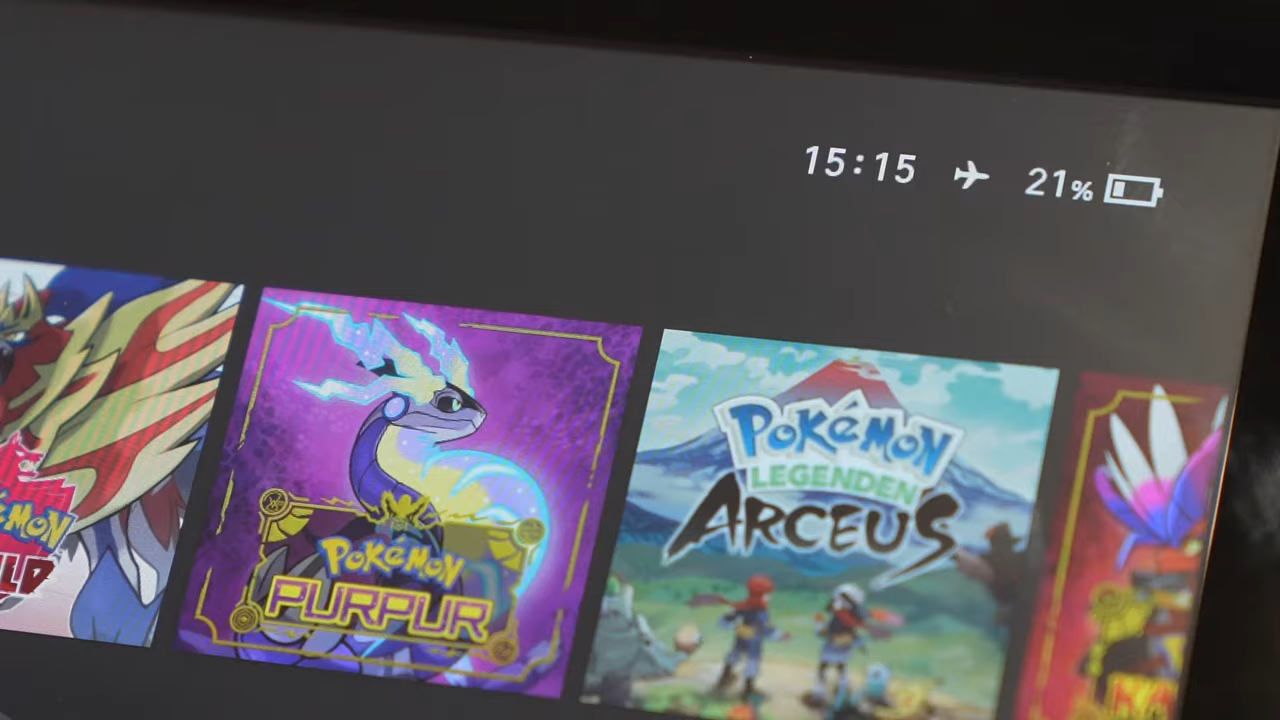 15:15 21%
POKéMON
PURPUR
POKéMON
LEGENDEN
ARCEUS